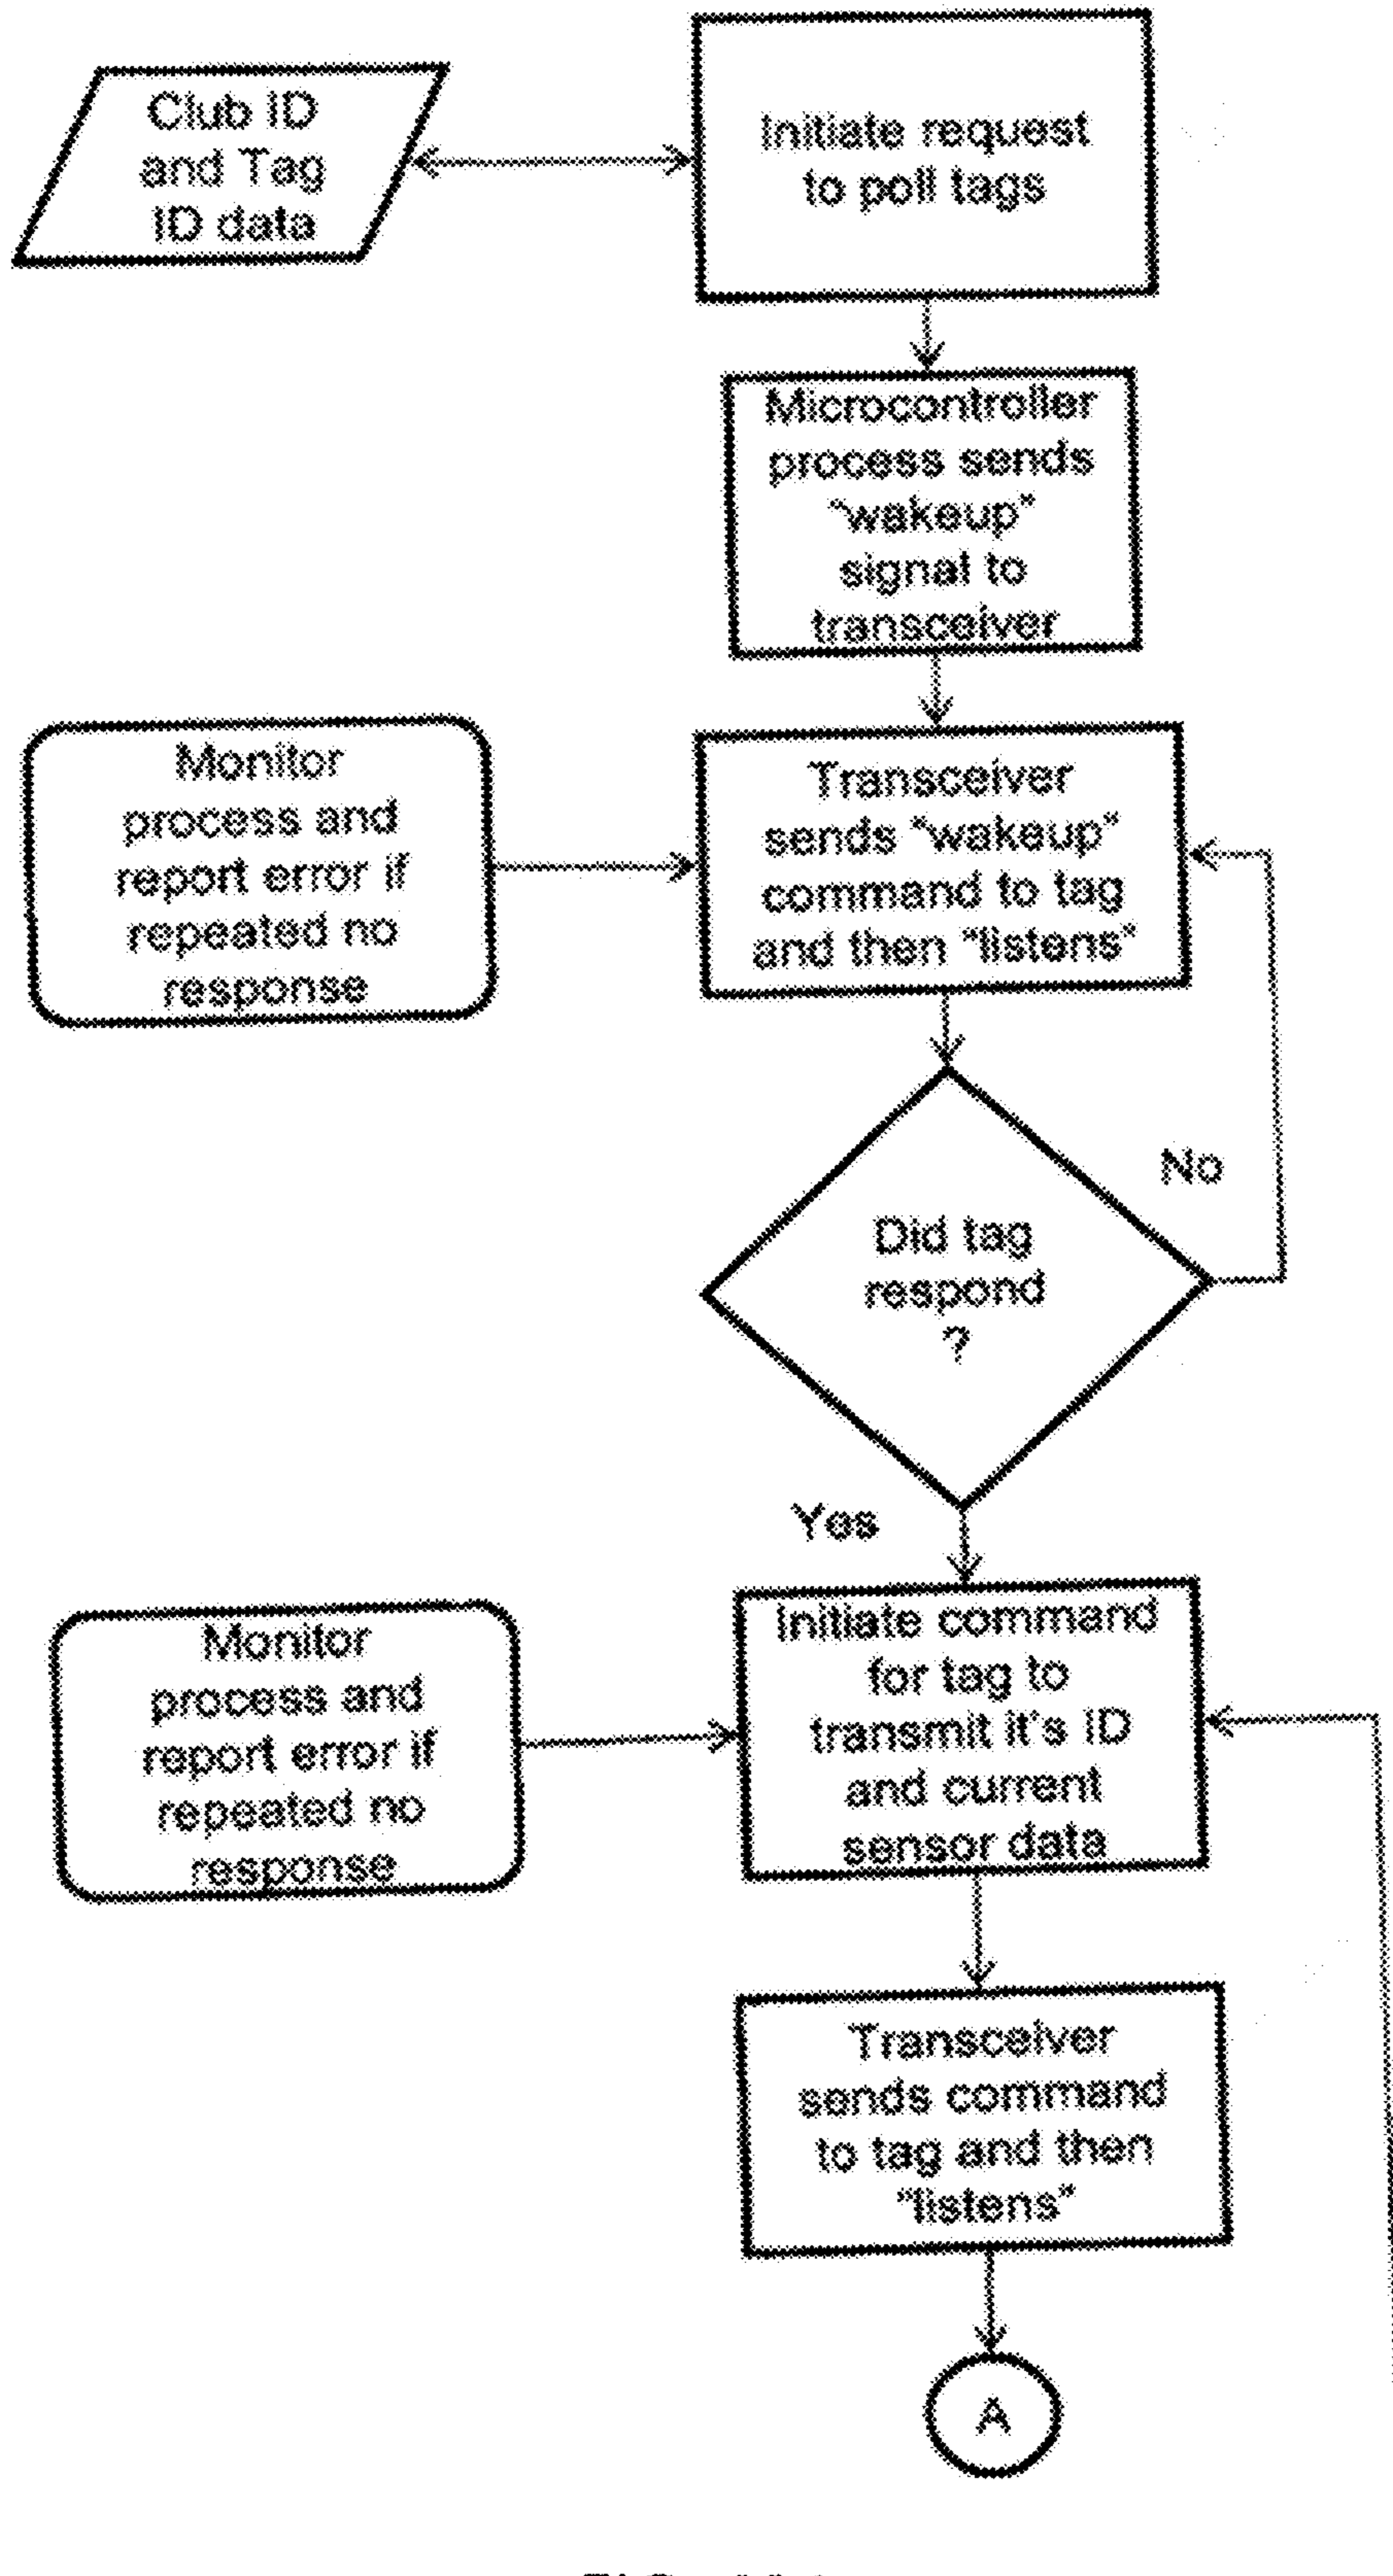 Club ID
and Tag
ID data
Initiate request
to poll tags
Microcontroller
process sends
"wakeup"
signal to
transceiver
Monitor
process and
report error if
repeated no
response
Transceiver
sends "wakeup"
command to tag
and then "listens"
No
Did tag
respond
?
Yes
Monitor
process and
report error if
repeated no
response
Initiate command
for tag to
transmit it's ID
and current
sensor data
Transceiver
sends command
to tag and then
"listens"
A